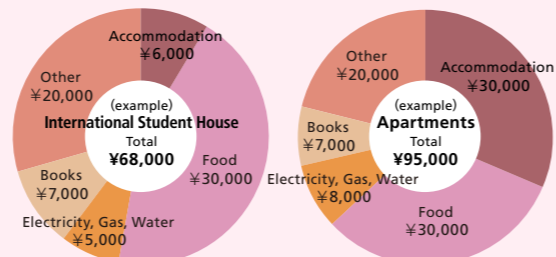 Accommodation
¥6,000
Other
¥20,000
(example)
International Student House
Total
¥68,000
Food
¥30,000
Books
¥7,000
Electricity, Gas, Water
¥5,000
Other
¥20,000
Accommodation
¥30,000
(example)
Apartments
Total
¥95,000
Books
¥7,000
Electricity, Gas, Water
¥8,000
Food
¥30,000